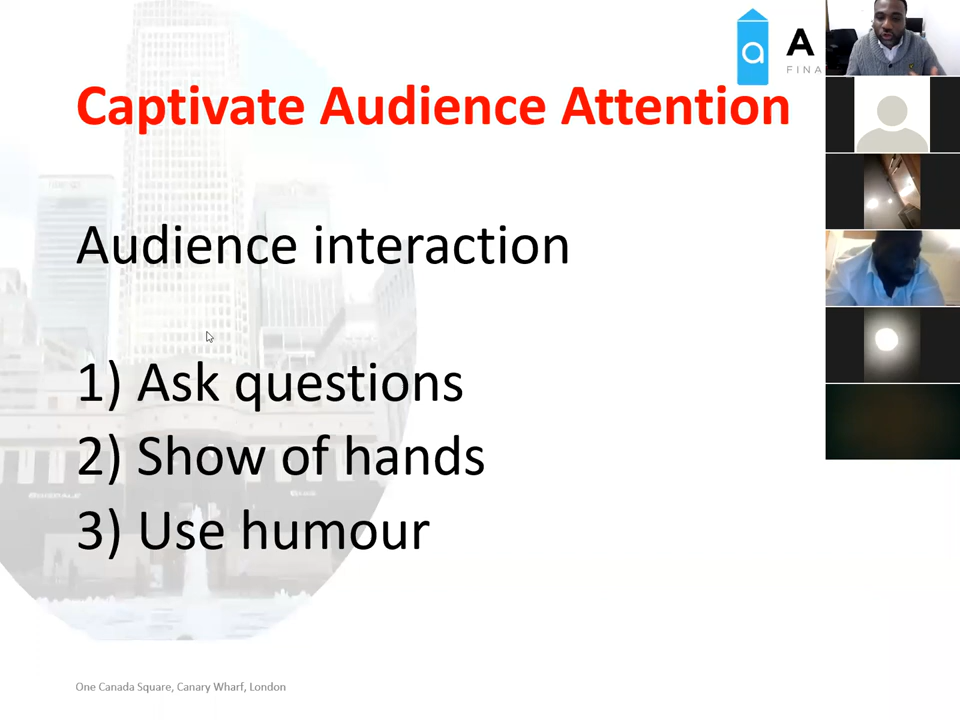 a
A
FINA
Captivate Audience Attention
Audience interaction
1) Ask questions
2) Show of hands
3) Use humour
One Canada Square, Canary Wharf, London